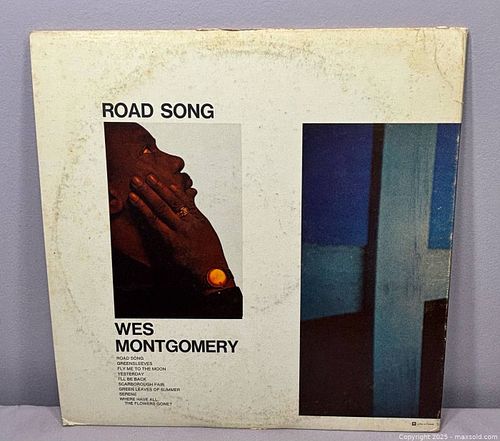 ROAD SONG
WES
MONTGOMERY
ROAD SONG
GREENSLEEVES
FLY ME TO THE MOON
YESTERDAY
I'LL BE BACK
SCARBOROUGH FAIR
GREEN LEAVES OF SUMMER
SERENE
WHERE HAVE ALL
THE FLOWERS GONE?
Copyright © 2025 - maxsold.com